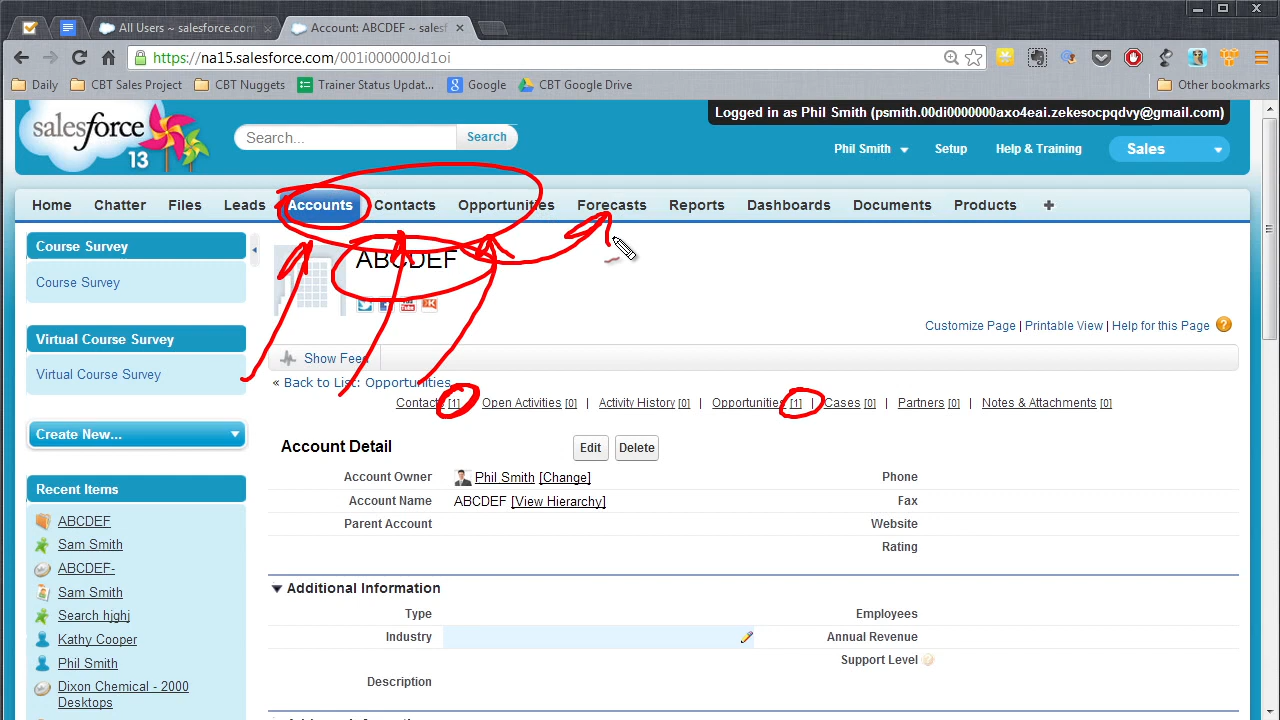 All Users ~ salesforce.com
Account: ABCDEF ~ salesf
https://na15.salesforce.com/001i000000Jd1oi
Daily CBT Sales Project CBT Nuggets Trainer Status Updat... Google CBT Google Drive Other bookmarks
salesforce
13
Search...
Search
Logged in as Phil Smith (psmith.00di0000000axo4eai.zekesocpqdvy@gmail.com)
Phil Smith Setup Help & Training Sales
Home Chatter Files Leads Accounts Contacts Opportunities Forecasts Reports Dashboards Documents Products +
Course Survey
Course Survey
Virtual Course Survey
Virtual Course Survey
Create New...
Recent Items
ABCDEF
Sam Smith
ABCDEF-
Sam Smith
Search hjghj
Kathy Cooper
Phil Smith
Dixon Chemical - 2000
Desktops
ABCDEF
You
Tube
Customize Page | Printable View | Help for this Page ?
Show Feed
« Back to List: Opportunities
Contacts [1] Open Activities [0] | Activity History [0] | Opportunities [1] | Cases [0] | Partners [0] | Notes & Attachments [0]
Account Detail Edit Delete
Account Owner Phil Smith [Change] Phone
Account Name ABCDEF [View Hierarchy] Fax
Parent Account Website
Rating
Additional Information
Type Employees
Industry Annual Revenue
Support Level
Description